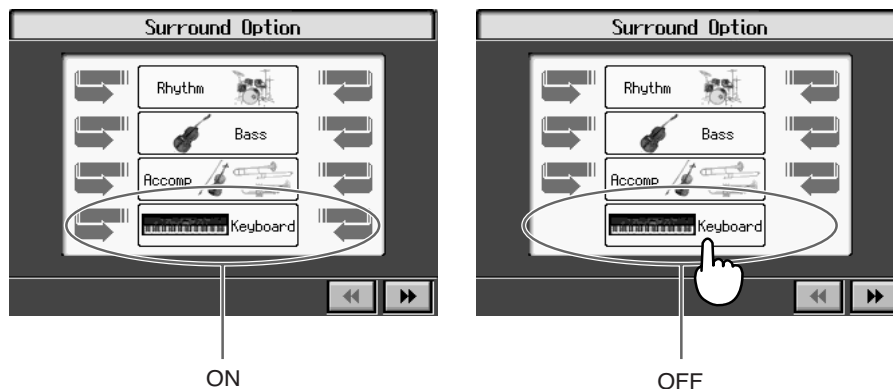 Surround Option
Rhythm
Bass
Accomp
Keyboard
ON
Surround Option
Rhythm
Bass
Accomp
Keyboard
OFF